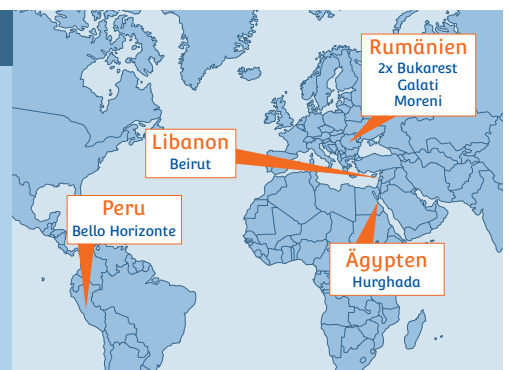 Rumänien
2x Bukarest
Galati
Moreni
Libanon
Beirut
Peru
Bello Horizonte
Ägypten
Hurghada